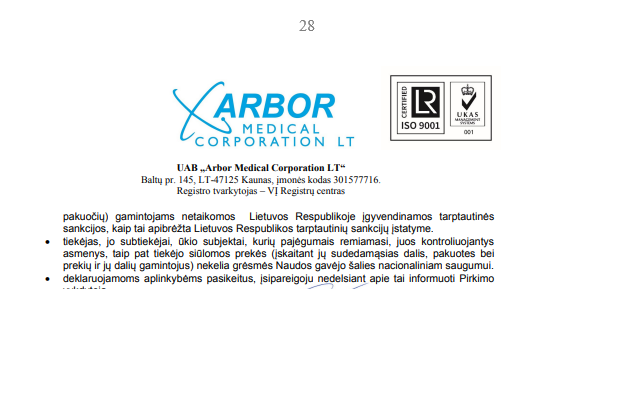 28
ARBOR
MEDICAL
CORPORATION LT
CERTIFIED
LR
ISO 9001
UKAS
MANAGEMENT
SYSTEMS
001
UAB „Arbor Medical Corporation LT“
Baltų pr. 145, LT-47125 Kaunas, įmonės kodas 301577716.
Registro tvarkytojas – VĮ Registrų centras
pakuočių) gamintojams netaikomos Lietuvos Respublikoje įgyvendinamos tarptautinės
sankcijos, kaip tai apibrėžta Lietuvos Respublikos tarptautinių sankcijų įstatyme.
• tiekėjas, jo subtiekėjai, ūkio subjektai, kurių pajėgumais remiamasi, juos kontroliuojantys
asmenys, taip pat tiekėjo siūlomos prekės (įskaitant jų sudedamąsias dalis, pakuotes bei
prekių ir jų dalių gamintojus) nekelia grėsmės Naudos gavėjo šalies nacionaliniam saugumui.
• deklaruojamoms aplinkybėms pasikeitus, įsipareigoju nedelsiant apie tai informuoti Pirkimo